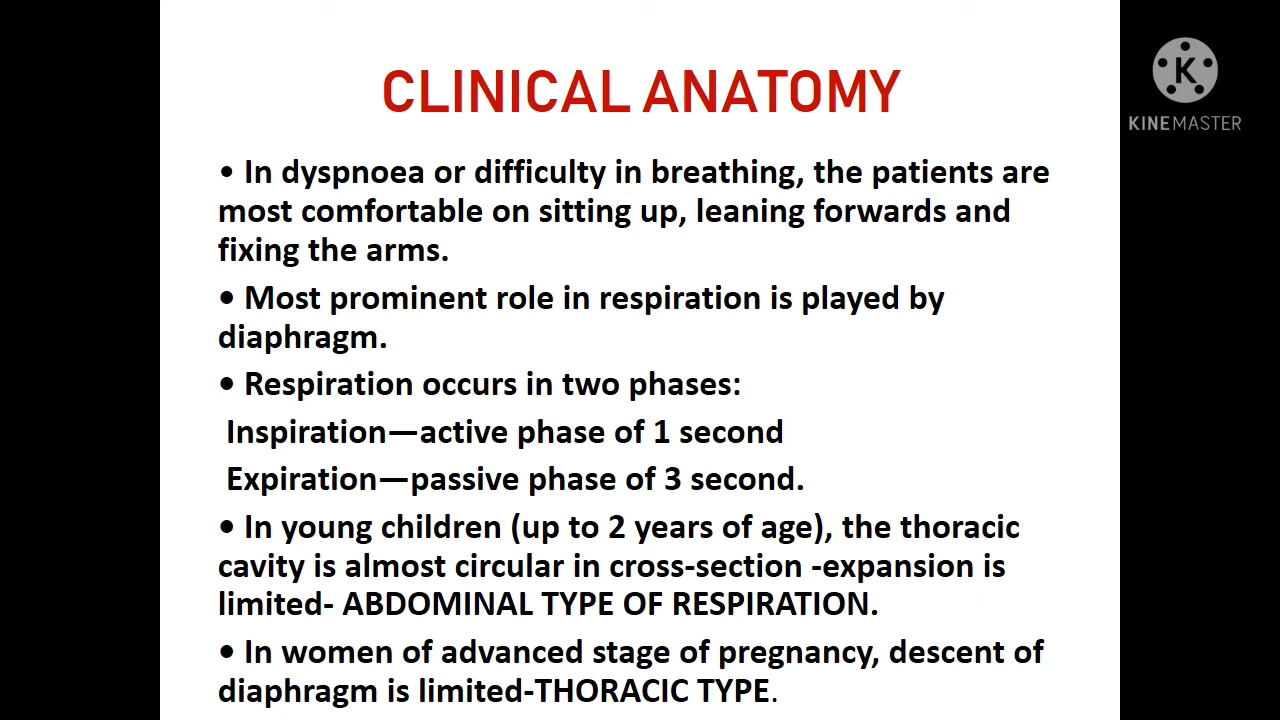 CLINICAL ANATOMY
K
KINEMASTER
• In dyspnoea or difficulty in breathing, the patients are
most comfortable on sitting up, leaning forwards and
fixing the arms.
• Most prominent role in respiration is played by
diaphragm.
• Respiration occurs in two phases:
Inspiration—active phase of 1 second
Expiration—passive phase of 3 second.
• In young children (up to 2 years of age), the thoracic
cavity is almost circular in cross-section -expansion is
limited- ABDOMINAL TYPE OF RESPIRATION.
• In women of advanced stage of pregnancy, descent of
diaphragm is limited-THORACIC TYPE.